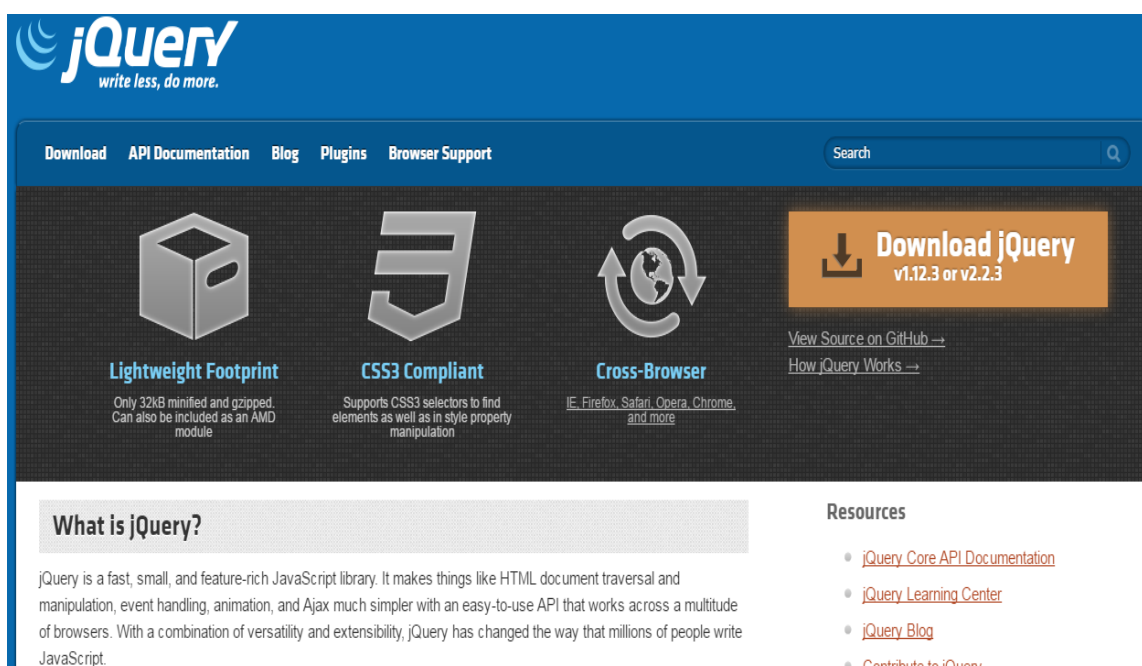 jQuery
write less, do more.
Download API Documentation Blog Plugins Browser Support
Search
Lightweight Footprint
Only 32kB minified and gzipped.
Can also be included as an AMD
module
CSS3 Compliant
Supports CSS3 selectors to find
elements as well as in style property
manipulation
Cross-Browser
IE, Firefox, Safari, Opera, Chrome,
and more
Download jQuery
v1.12.3 or v2.2.3
View Source on GitHub →
How jQuery Works →
What is jQuery?
jQuery is a fast, small, and feature-rich JavaScript library. It makes things like HTML document traversal and
manipulation, event handling, animation, and Ajax much simpler with an easy-to-use API that works across a multitude
of browsers. With a combination of versatility and extensibility, jQuery has changed the way that millions of people write
JavaScript.
Resources
jQuery Core API Documentation
jQuery Learning Center
jQuery Blog
Contribute to jQuery